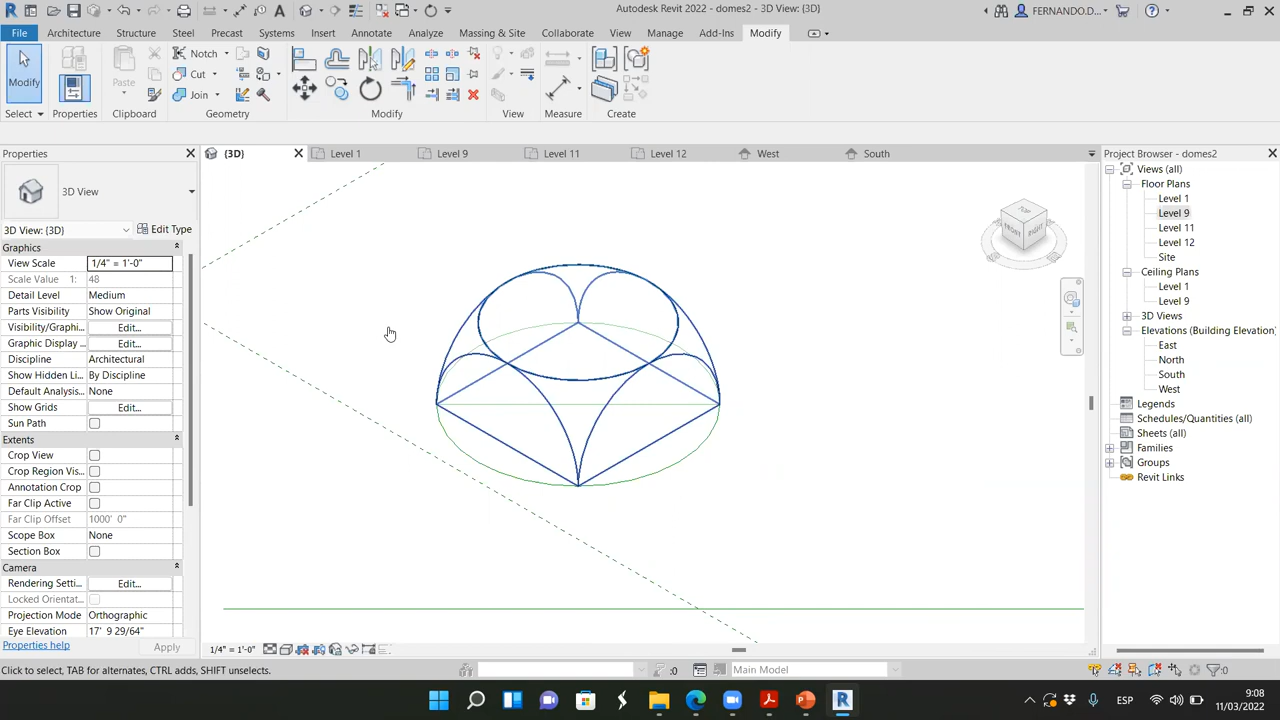 Autodesk Revit 2022 - domes2 - 3D View: {3D}
FERNANDO.D...
File Architecture Structure Steel Precast Systems Insert Annotate Analyze Massing & Site Collaborate View Manage Add-Ins Modify
Modify
Notch
Paste
Cut
Join
Select Properties Clipboard Geometry Modify View Measure Create
Properties
{3D} Level 1 Level 9 Level 11 Level 12 West South
Project Browser - domes2
3D View
3D View: {3D} Edit Type
Graphics
View Scale 1/4" = 1'-0"
Scale Value 1: 48
Detail Level Medium
Parts Visibility Show Original
Visibility/Graphi... Edit...
Graphic Display ... Edit...
Discipline Architectural
Show Hidden Li... By Discipline
Default Analysis... None
Show Grids Edit...
Sun Path
Extents
Crop View
Crop Region Vis...
Annotation Crop
Far Clip Active
Far Clip Offset 1000' 0"
Scope Box None
Section Box
Camera
Rendering Setti... Edit...
Locked Orientat...
Projection Mode Orthographic
Eye Elevation 17' 9 29/64"
Properties help Apply
TOP
FRONT
RIGHT
Views (all)
Floor Plans
Level 1
Level 9
Level 11
Level 12
Site
Ceiling Plans
Level 1
Level 9
3D Views
Elevations (Building Elevation)
East
North
South
West
Legends
Schedules/Quantities (all)
Sheets (all)
Families
Groups
Revit Links
1/4" = 1'-0"
Click to select, TAB for alternates, CTRL adds, SHIFT unselects.
:0
Main Model
:0
ESP
9:08
11/03/2022